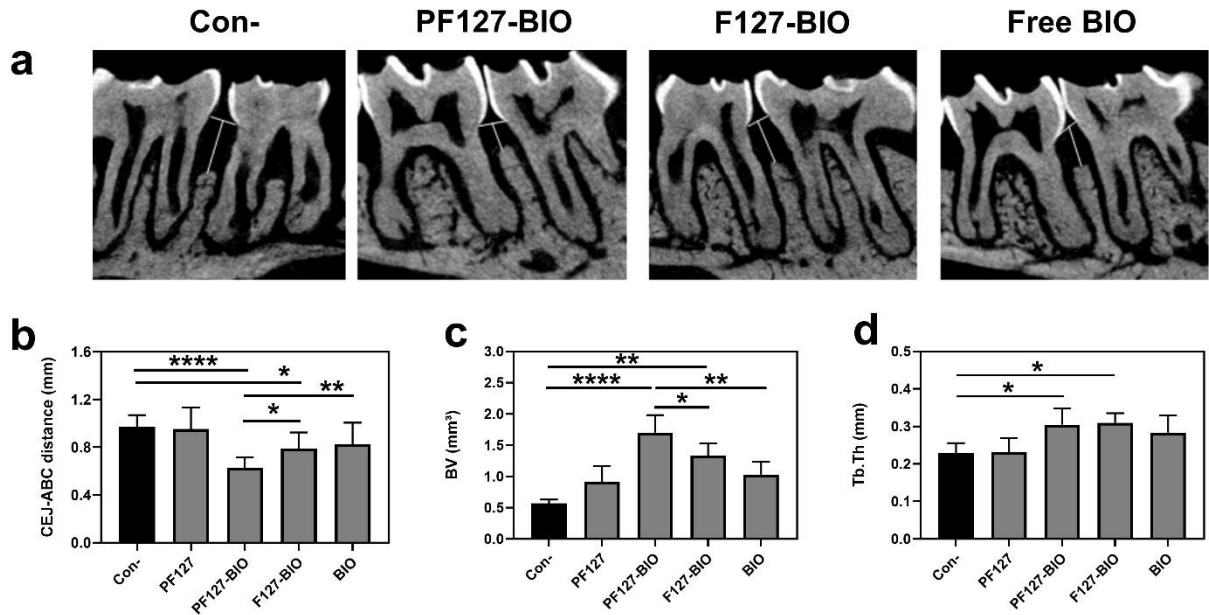 Con- PF127-BIO F127-BIO Free BIO
a
b
1.6
1.2
0.8
0.4
0.0
CEJ-ABC distance (mm)
****
*
**
*
Con- PF127 PF127-BIO F127-BIO BIO
c
3.0
2.5
2.0
1.5
1.0
0.5
0.0
BV (mm³)
**
****
**
*
Con- PF127 PF127-BIO F127-BIO BIO
d
0.5
0.4
0.3
0.2
0.1
0.0
Tb.Th (mm)
*
*
Con- PF127 PF127-BIO F127-BIO BIO